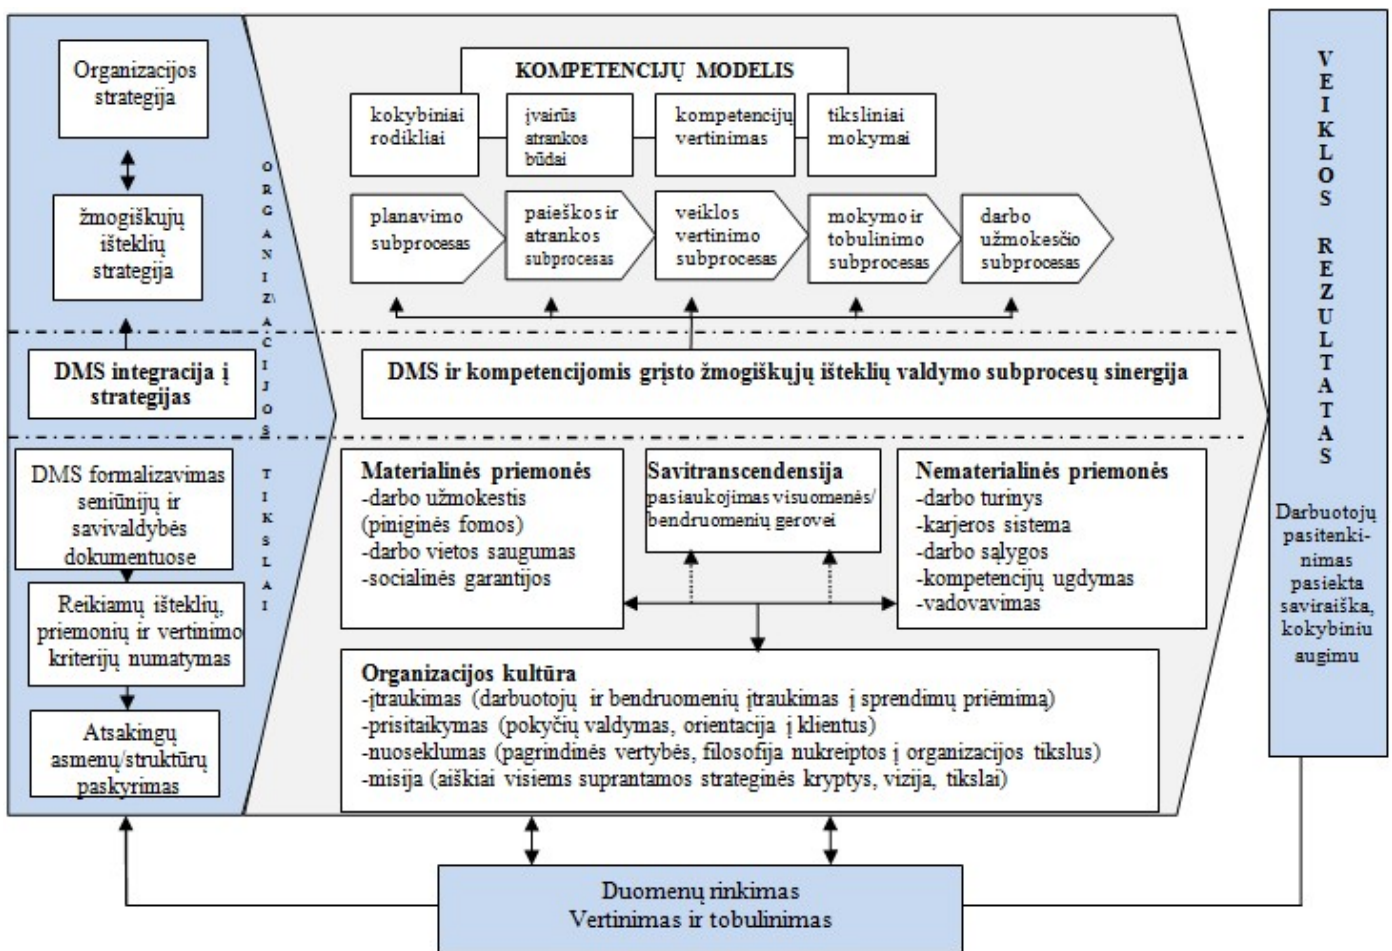 Organizacijos
strategija
žmogiškųjų
išteklių
strategija
DMS integracija į
strategijas
DMS formalizavimas
seniūnijų ir
savivaldybės
dokumentuose
Reikiamų išteklių,
priemonių ir vertinimo
kriterijų numatymas
Atsakingų
asmenų/struktūrų
paskyrimas
O
R
G
A
N
I
Z\
A
C
I
J
O
S
T
I
K
S
L
A
I
KOMPETENCIJŲ MODELIS
kokybiniai
rodikliai
įvairūs
atrankos
būdai
kompetencijų
vertinimas
tiksliniai
mokymai
planavimo
subprocesas
paieškos ir
atrankos
subprocesas
veiklos
vertinimo
subprocesas
mokymo ir
tobulinimo
subprocesas
darbo
užmokesčio
subprocesas
DMS ir kompetencijomis grįsto žmogiškųjų išteklių valdymo subprocesų sinergija
Materialinės priemonės
-darbo užmokestis
(piniginės fomos)
-darbo vietos saugumas
-socialinės garantijos
Savitranscendensija
pasiaukojimas visuomenės/
bendruomenių gerovei
Nematerialinės priemonės
-darbo turinys
-karjeros sistema
-darbo sąlygos
-kompetencijų ugdymas
-vadovavimas
Organizacijos kultūra
-įtraukimas (darbuotojų ir bendruomenių įtraukimas į sprendimų priėmimą)
-prisitaikymas (pokyčių valdymas, orientacija į klientus)
-nuoseklumas (pagrindinės vertybės, filosofija nukreiptos į organizacijos tikslus)
-misija (aiškiai visiems suprantamos strateginės kryptys, vizija, tikslai)
V
E
I
K
L
O
S
R
E
Z
U
L
T
A
T
A
S
Darbuotojų
pasitenki-
nimas
pasiekta
saviraiška,
kokybiniu
augimu
Duomenų rinkimas
Vertinimas ir tobulinimas